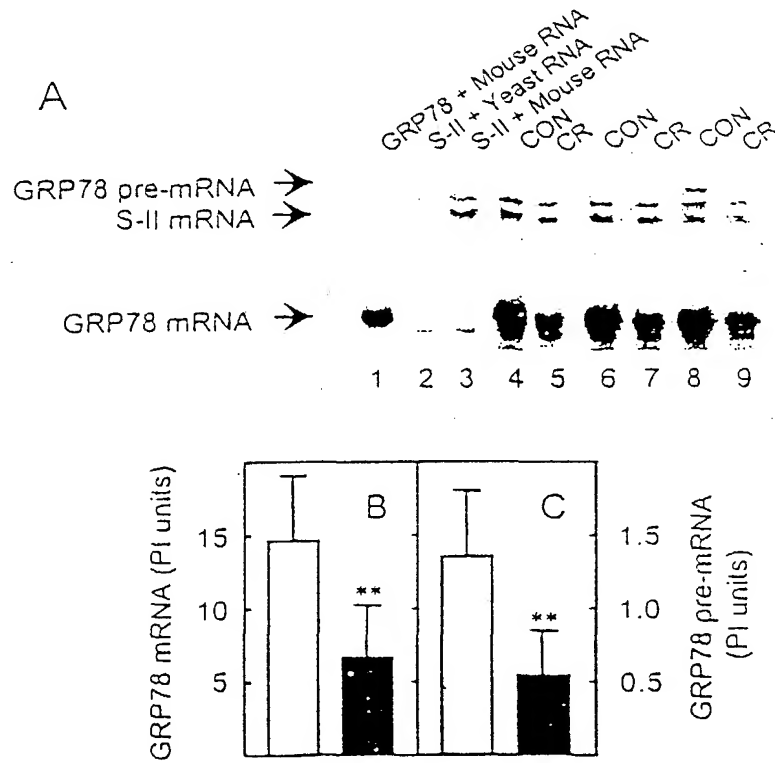 A
GRP78 + Mouse RNA
S-II + Yeast RNA
S-II + Mouse RNA
CON
CR
CON
CR
CON
CR
GRP78 pre-mRNA
S-II mRNA
GRP78 mRNA
1 2 3 4 5 6 7 8 9
B
C
GRP78 mRNA (PI units)
15
10
5
**
**
1.5
1.0
0.5
GRP78 pre-mRNA
(PI units)